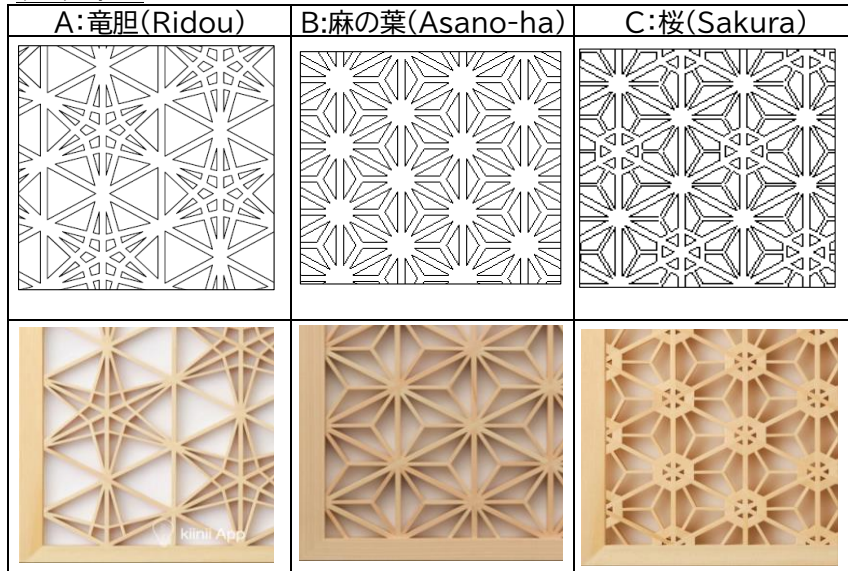 A：竜胆(Ridou)
B:麻の葉(Asano-ha)
C：桜(Sakura)
kiinii App